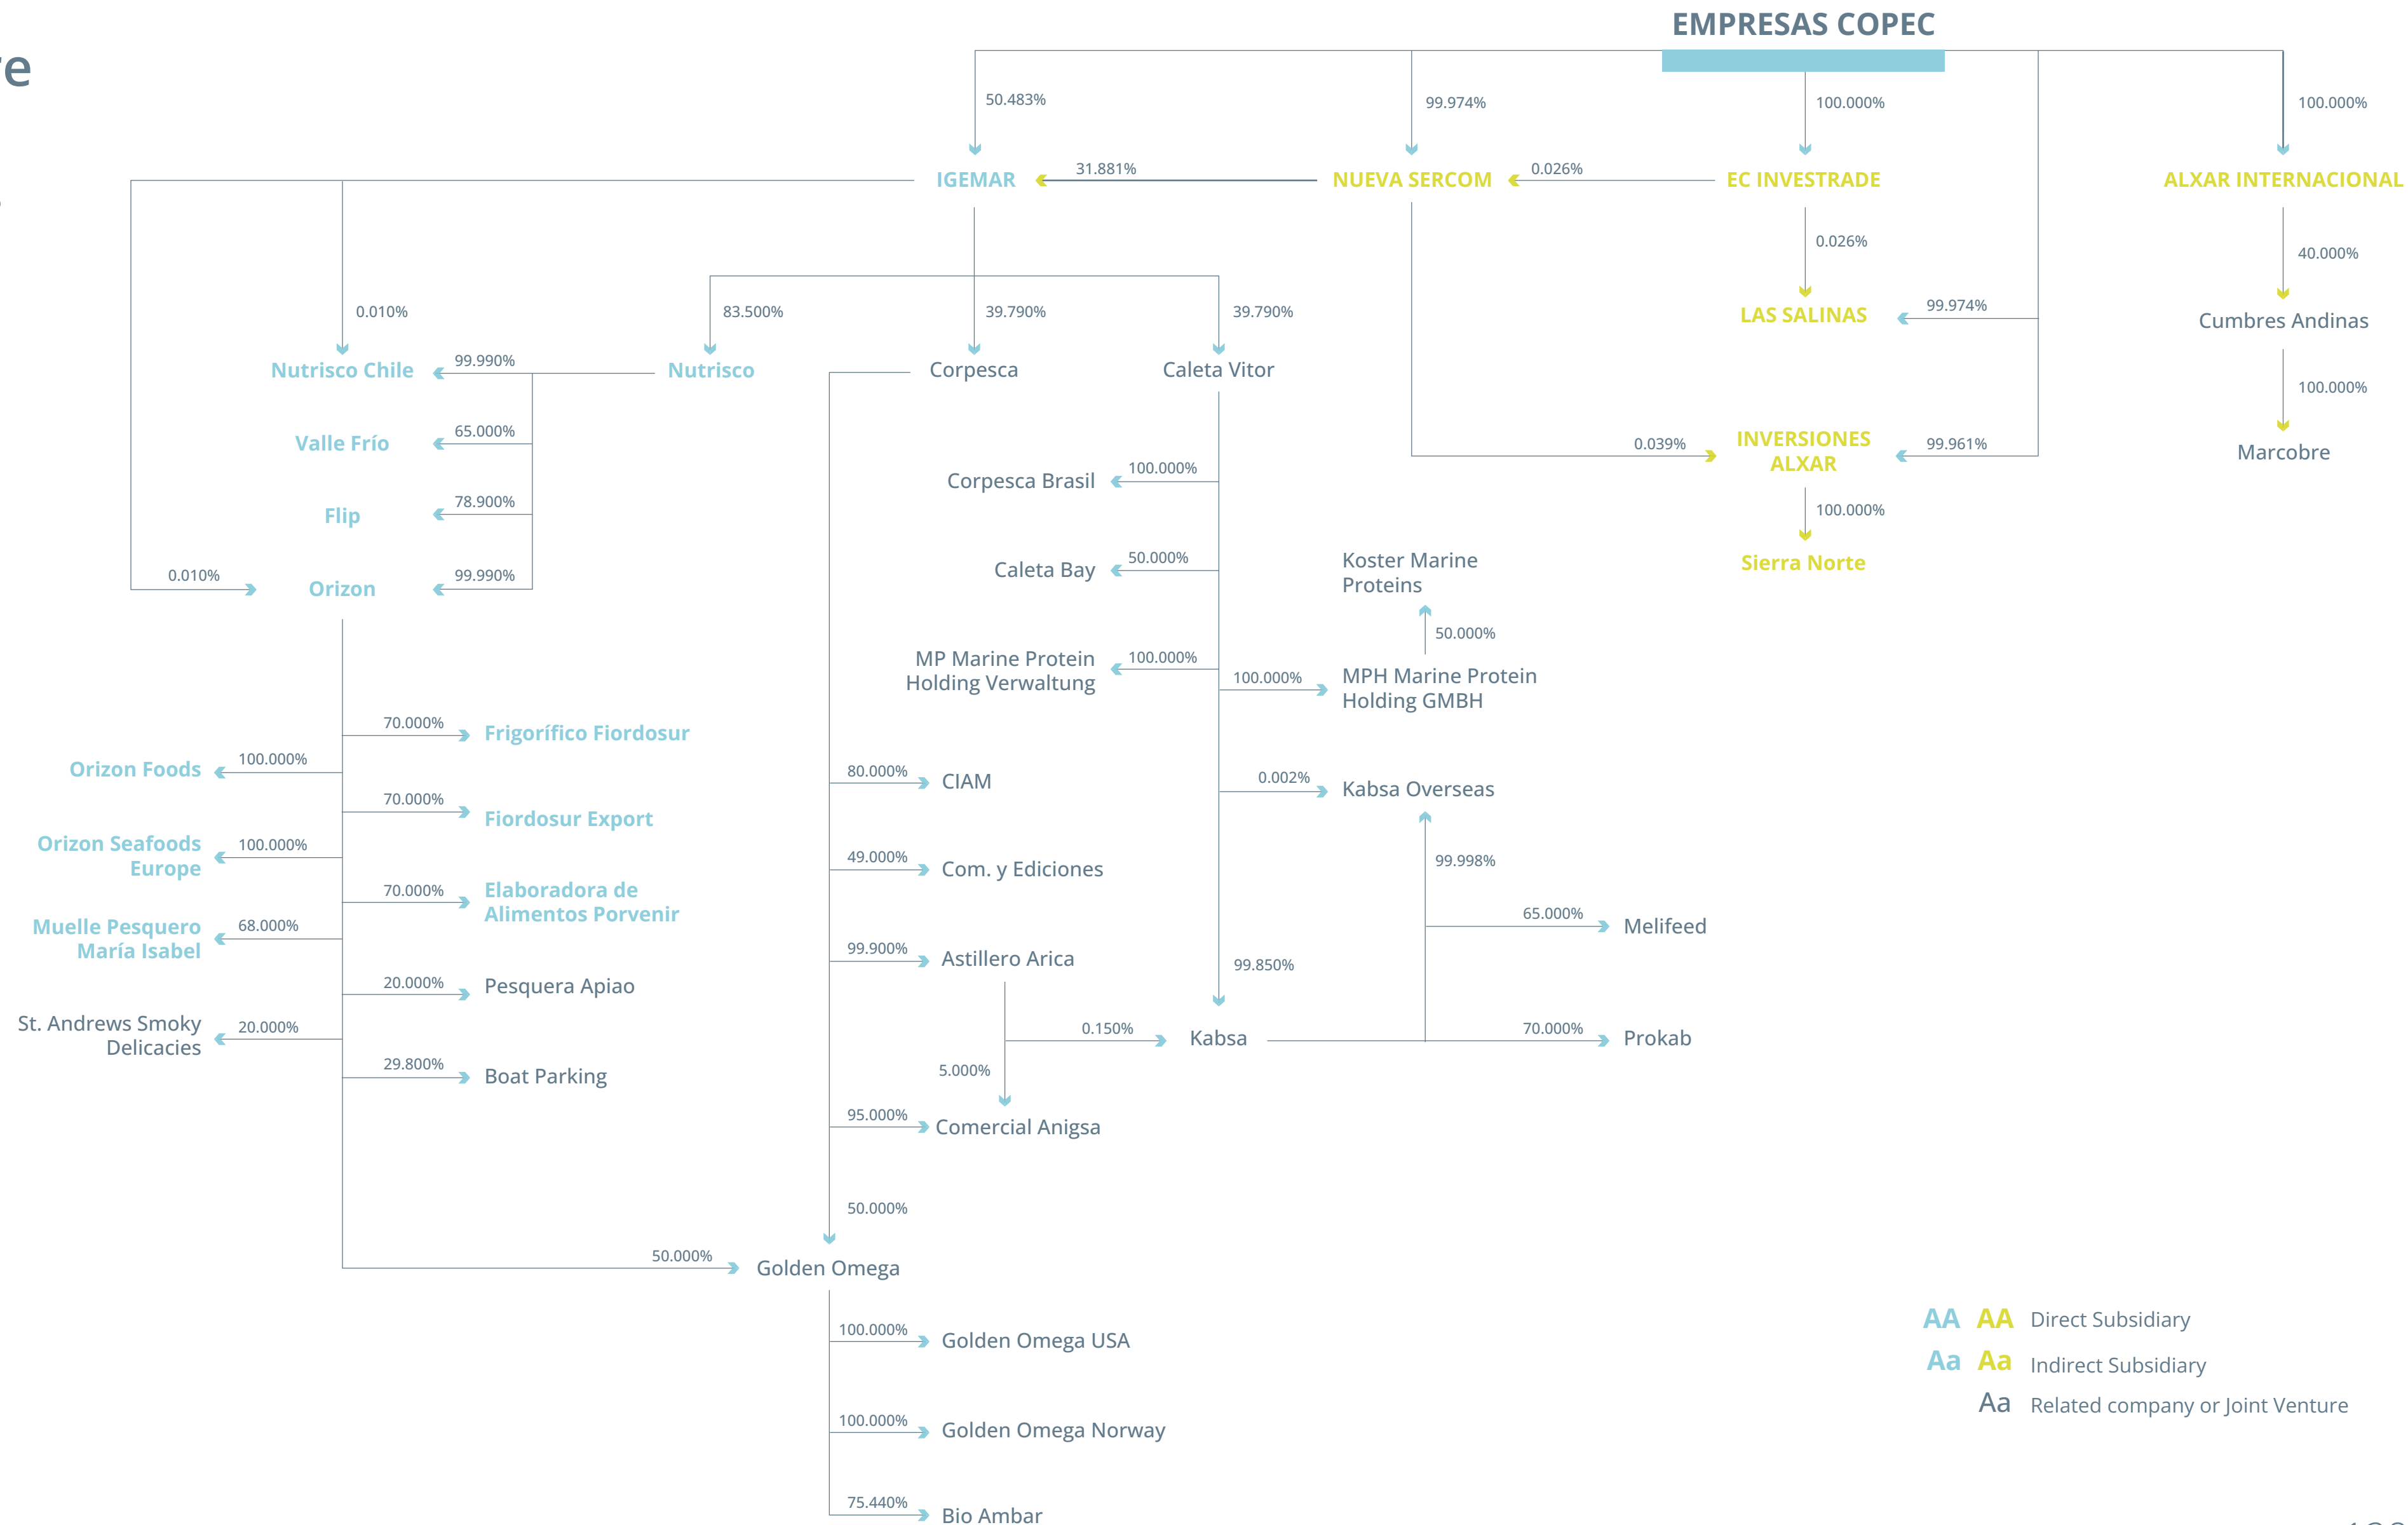 EMPRESAS COPEC
re
50.483%
99.974%
100.000%
100.000%
IGEMAR
31.881%
NUEVA SERCOM
0.026%
EC INVESTRADE
ALXAR INTERNACIONAL
0.026%
40.000%
0.010%
83.500%
39.790%
39.790%
LAS SALINAS
99.974%
Cumbres Andinas
Nutrisco Chile
99.990%
Nutrisco
Corpesca
Caleta Vitor
100.000%
Valle Frío
65.000%
0.039%
INVERSIONES
ALXAR
99.961%
Marcobre
Corpesca Brasil
100.000%
Flip
78.900%
100.000%
Caleta Bay
50.000%
Koster Marine
Proteins
Sierra Norte
0.010%
Orizon
99.990%
50.000%
MP Marine Protein
Holding Verwaltung
100.000%
100.000%
MPH Marine Protein
Holding GMBH
70.000%
Frigorífico Fiordosur
Orizon Foods
100.000%
80.000%
CIAM
0.002%
Kabsa Overseas
70.000%
Fiordosur Export
Orizon Seafoods
Europe
100.000%
49.000%
Com. y Ediciones
99.998%
70.000%
Elaboradora de
Alimentos Porvenir
65.000%
Melifeed
Muelle Pesquero
María Isabel
68.000%
99.900%
Astillero Arica
99.850%
20.000%
Pesquera Apiao
St. Andrews Smoky
Delicacies
20.000%
0.150%
Kabsa
70.000%
Prokab
29.800%
Boat Parking
5.000%
95.000%
Comercial Anigsa
50.000%
50.000%
Golden Omega
100.000%
Golden Omega USA
100.000%
Golden Omega Norway
75.440%
Bio Ambar
AA AA Direct Subsidiary
Aa Aa Indirect Subsidiary
Aa Related company or Joint Venture